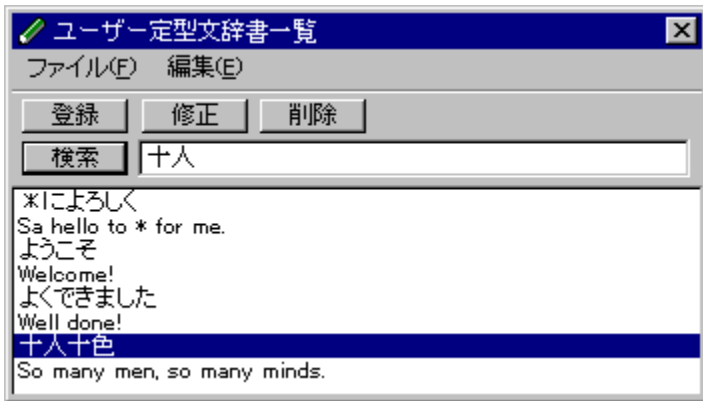 ユーザー定型文辞書一覧
ファイル(F) 編集(E)
登録 修正 削除
検索 十人
*によろしく
Sa hello to * for me.
ようこそ
Welcome!
よくできました
Well done!
十人十色
So many men, so many minds.